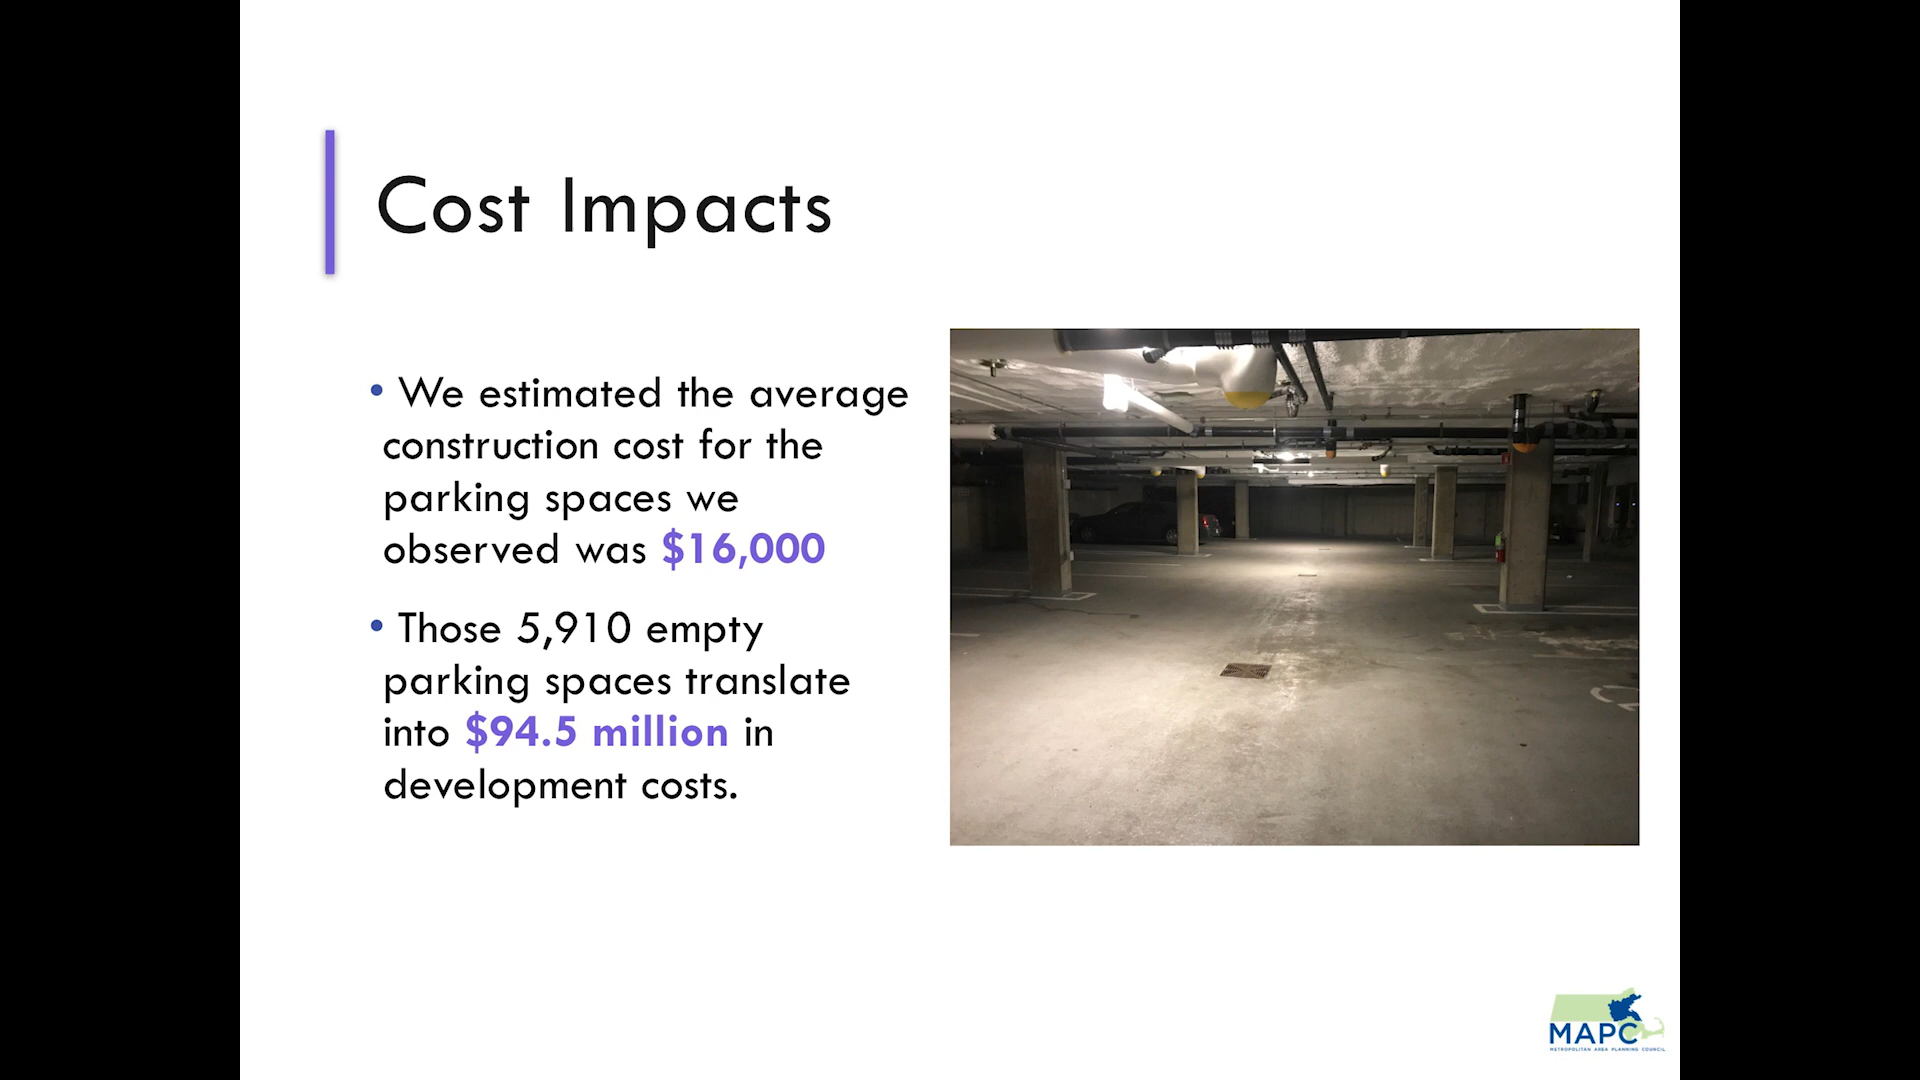 Cost Impacts
• We estimated the average
construction cost for the
parking spaces we
observed was $16,000
• Those 5,910 empty
parking spaces translate
into $94.5 million in
development costs.
MAPC
METROPOLITAN AREA PLANNING COUNCIL